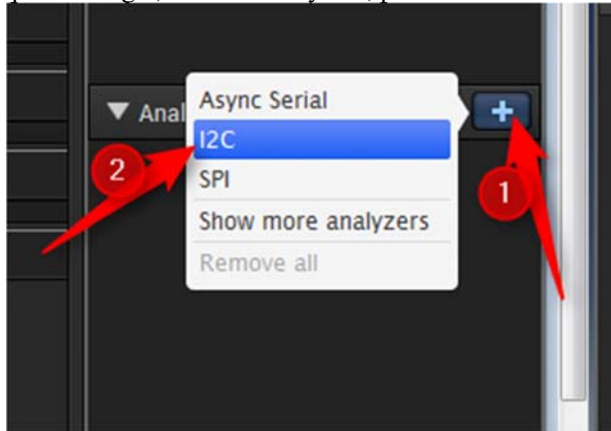 ▼ Anal
Async Serial
+
I2C
2
SPI
1
Show more analyzers
Remove all